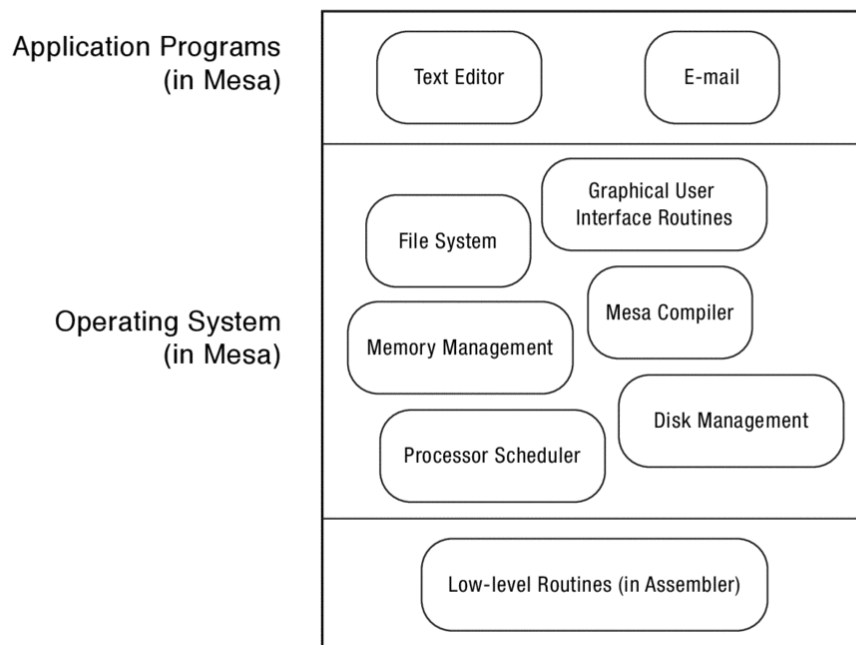 Application Programs
(in Mesa)
Text Editor
E-mail
Graphical User
Interface Routines
File System
Mesa Compiler
Operating System
(in Mesa)
Memory Management
Disk Management
Processor Scheduler
Low-level Routines (in Assembler)